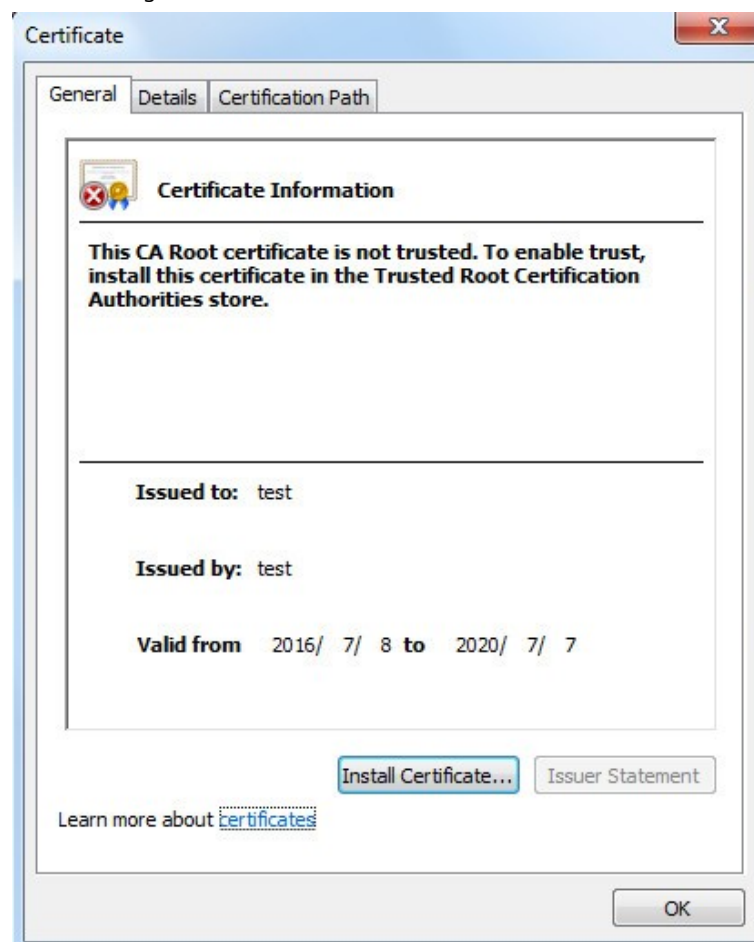 Certificate
General Details Certification Path
Certificate Information
This CA Root certificate is not trusted. To enable trust,
install this certificate in the Trusted Root Certification
Authorities store.
Issued to: test
Issued by: test
Valid from 2016/ 7/ 8 to 2020/ 7/ 7
Install Certificate... Issuer Statement
Learn more about certificates
OK